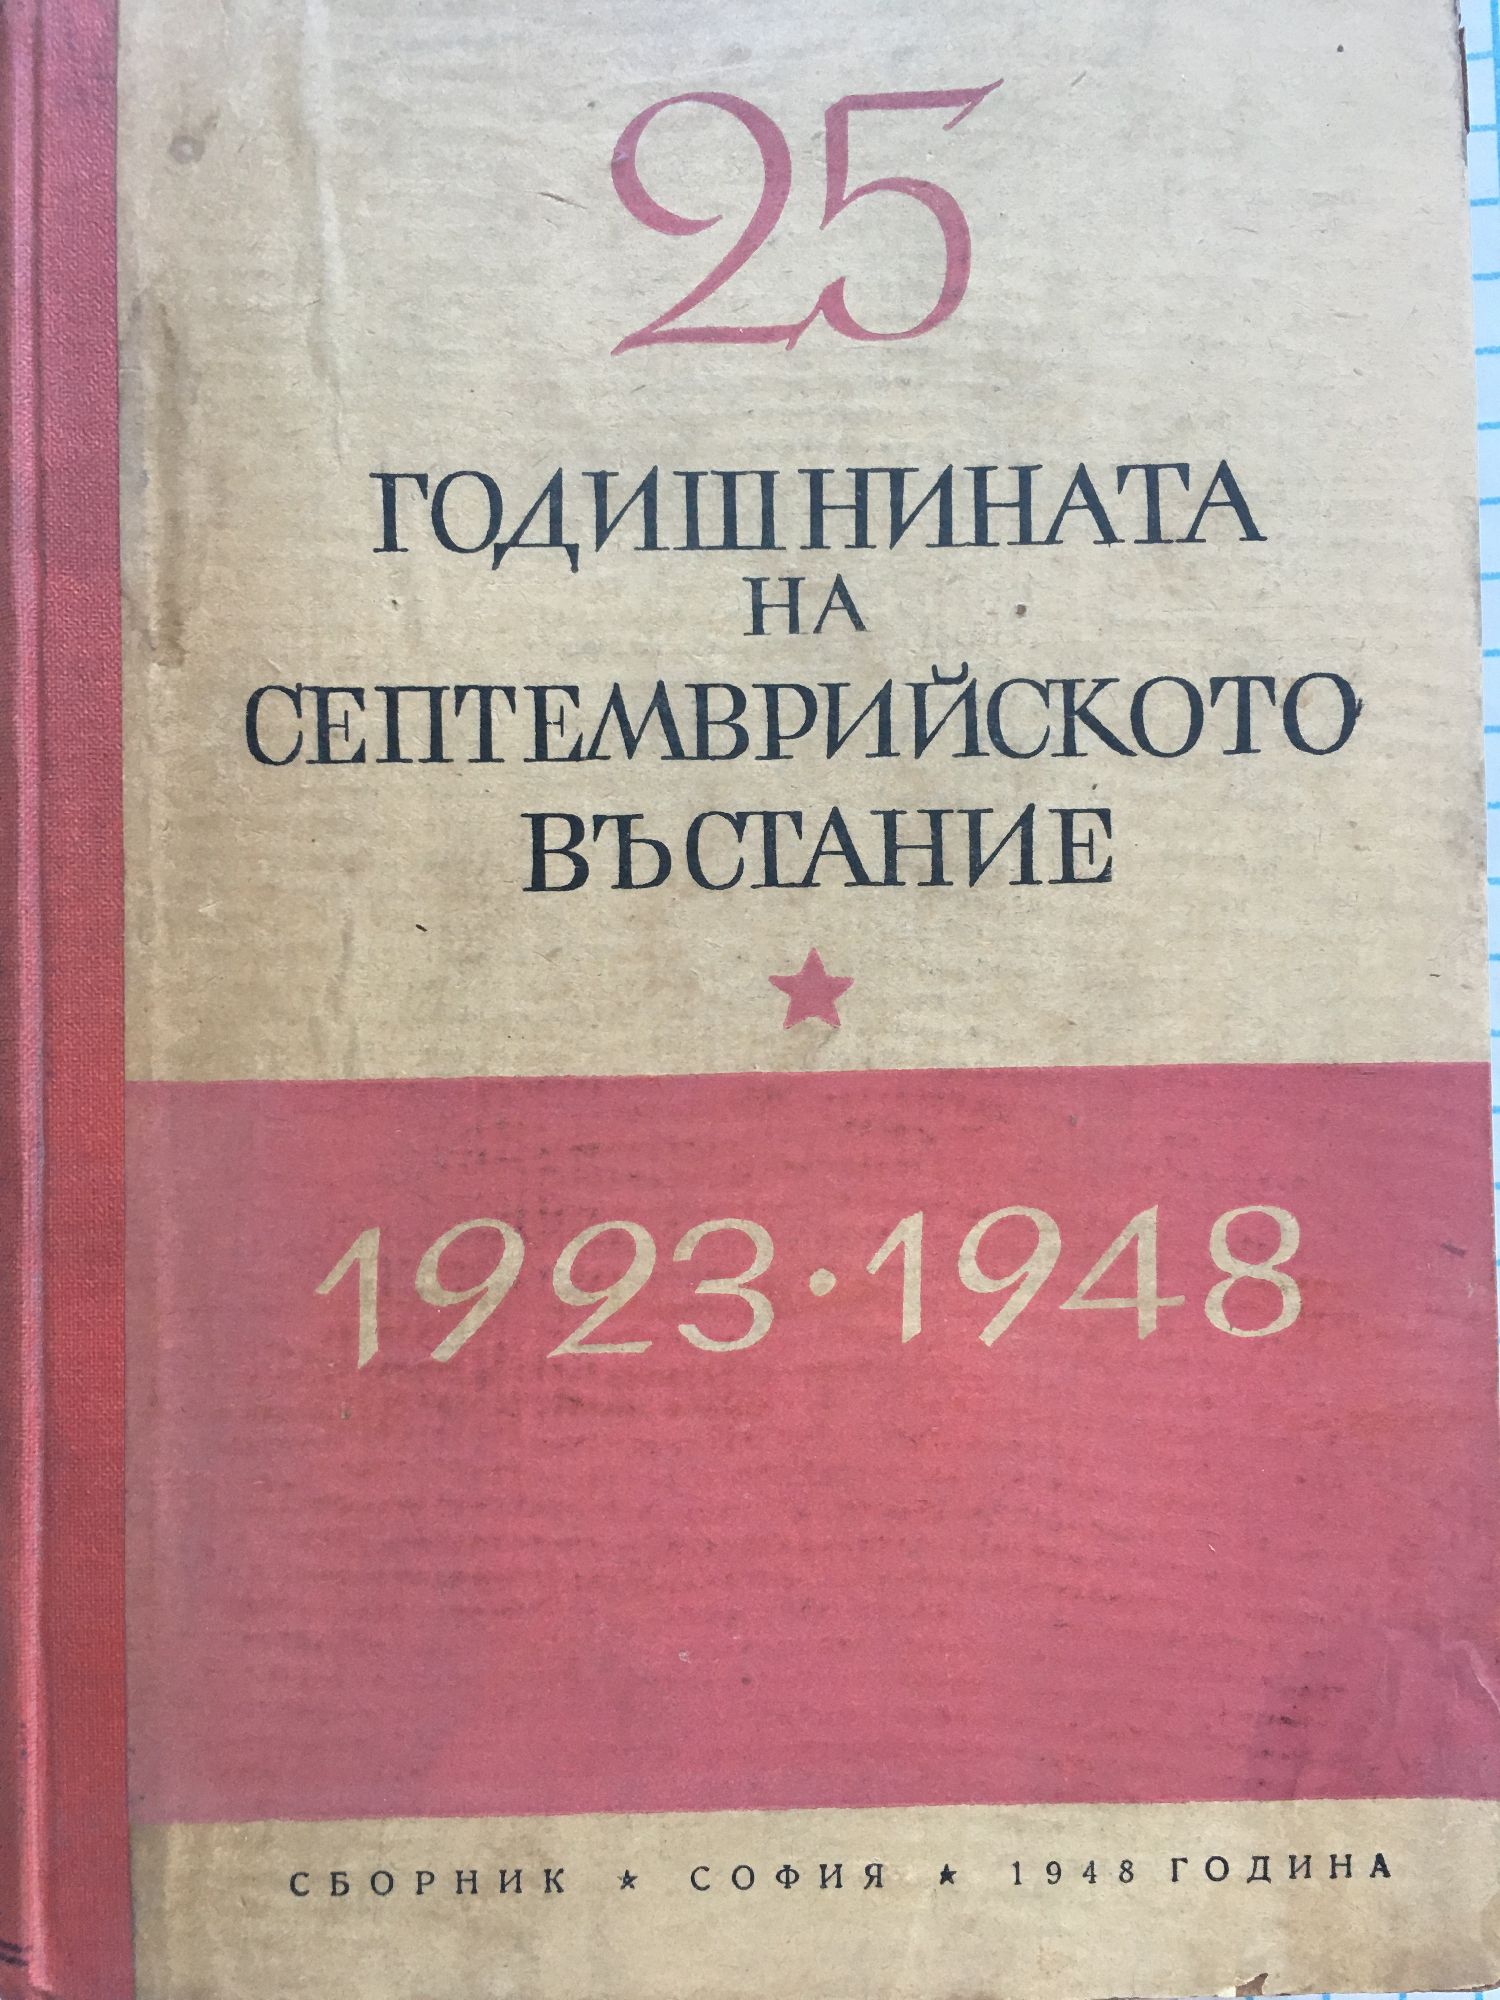 25
ГОДИШНИНАТА
НА
СЕПТЕМВРИЙСКОТО
ВЪСТАНИЕ
1923·1948
СБОРНИК ★ СОФИЯ ★ 1948 ГОДИНА